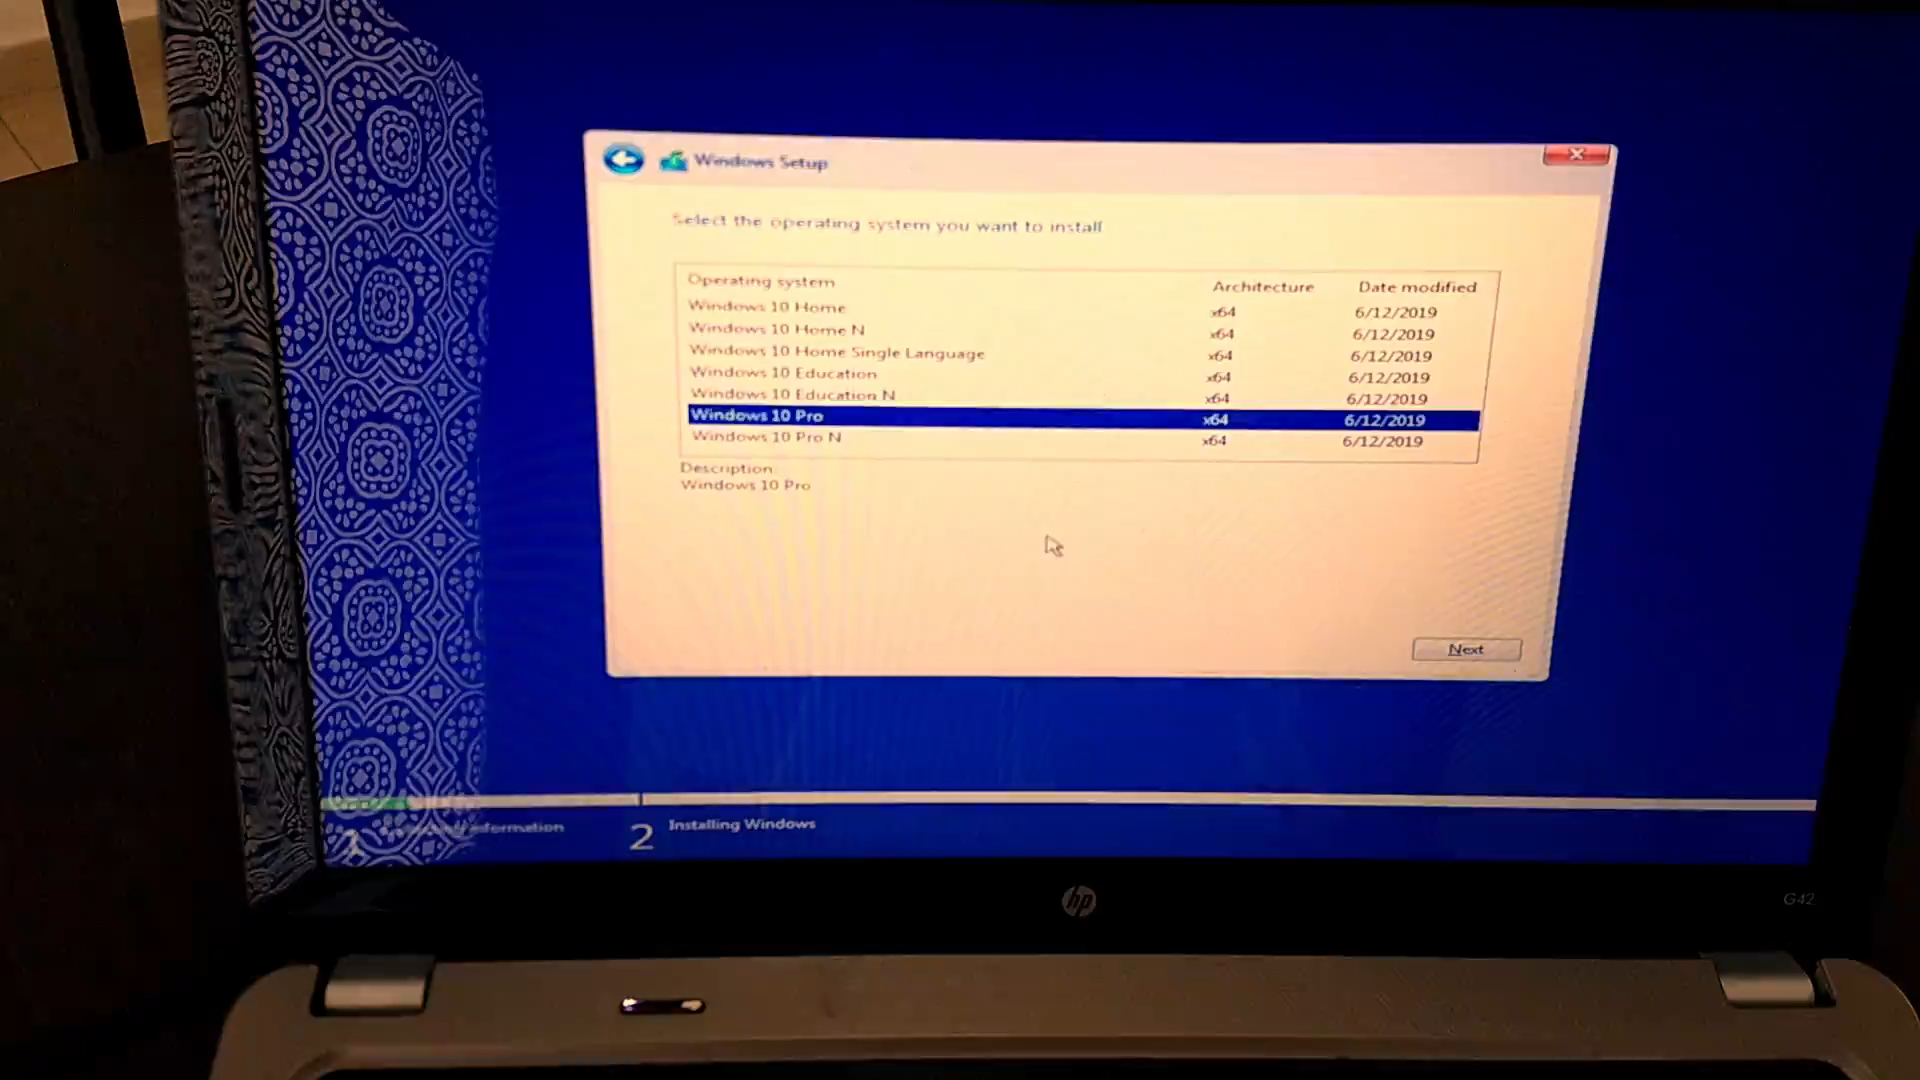 Windows Setup
Select the operating system you want to install
Operating system Architecture Date modified
Windows 10 Home x64 6/12/2019
Windows 10 Home N x64 6/12/2019
Windows 10 Home Single Language x64 6/12/2019
Windows 10 Education x64 6/12/2019
Windows 10 Education N x64 6/12/2019
Windows 10 Pro x64 6/12/2019
Windows 10 Pro N x64 6/12/2019
Description:
Windows 10 Pro
Next
1 information
2 Installing Windows
hp
G42